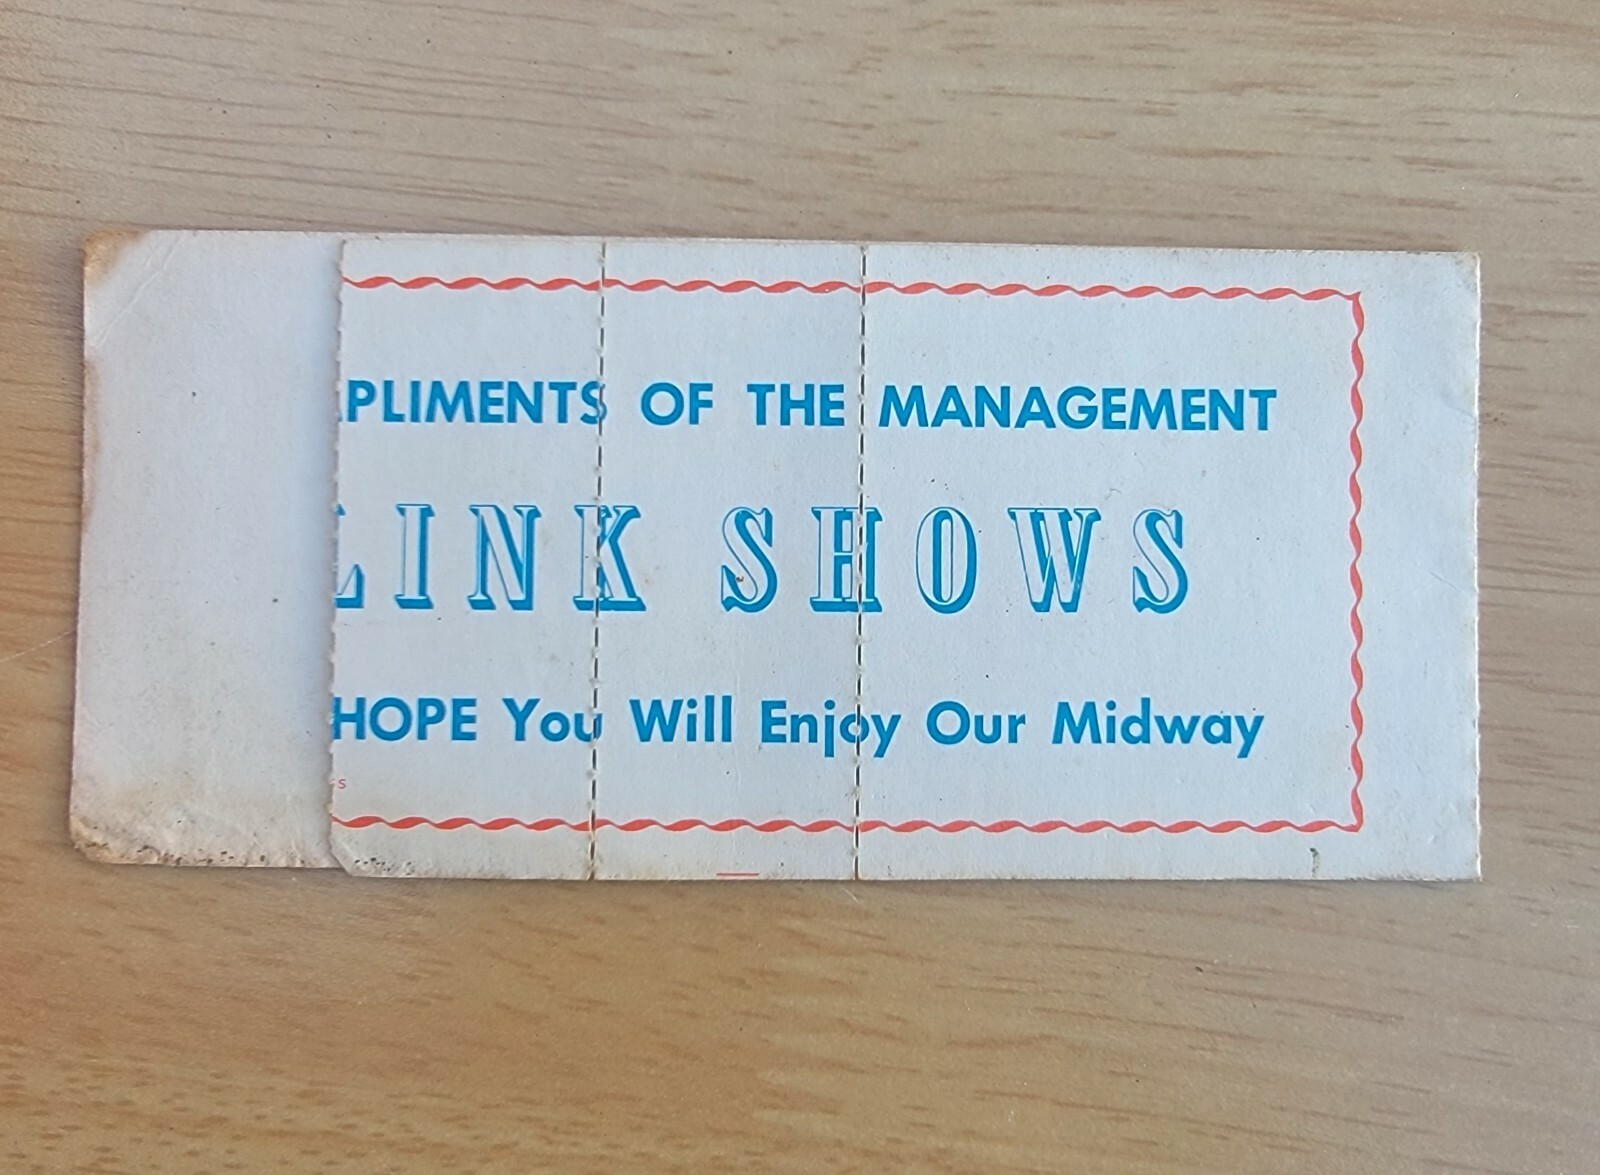 PLIMENTS OF THE MANAGEMENT
LINK SHOWS
HOPE You Will Enjoy Our Midway
s